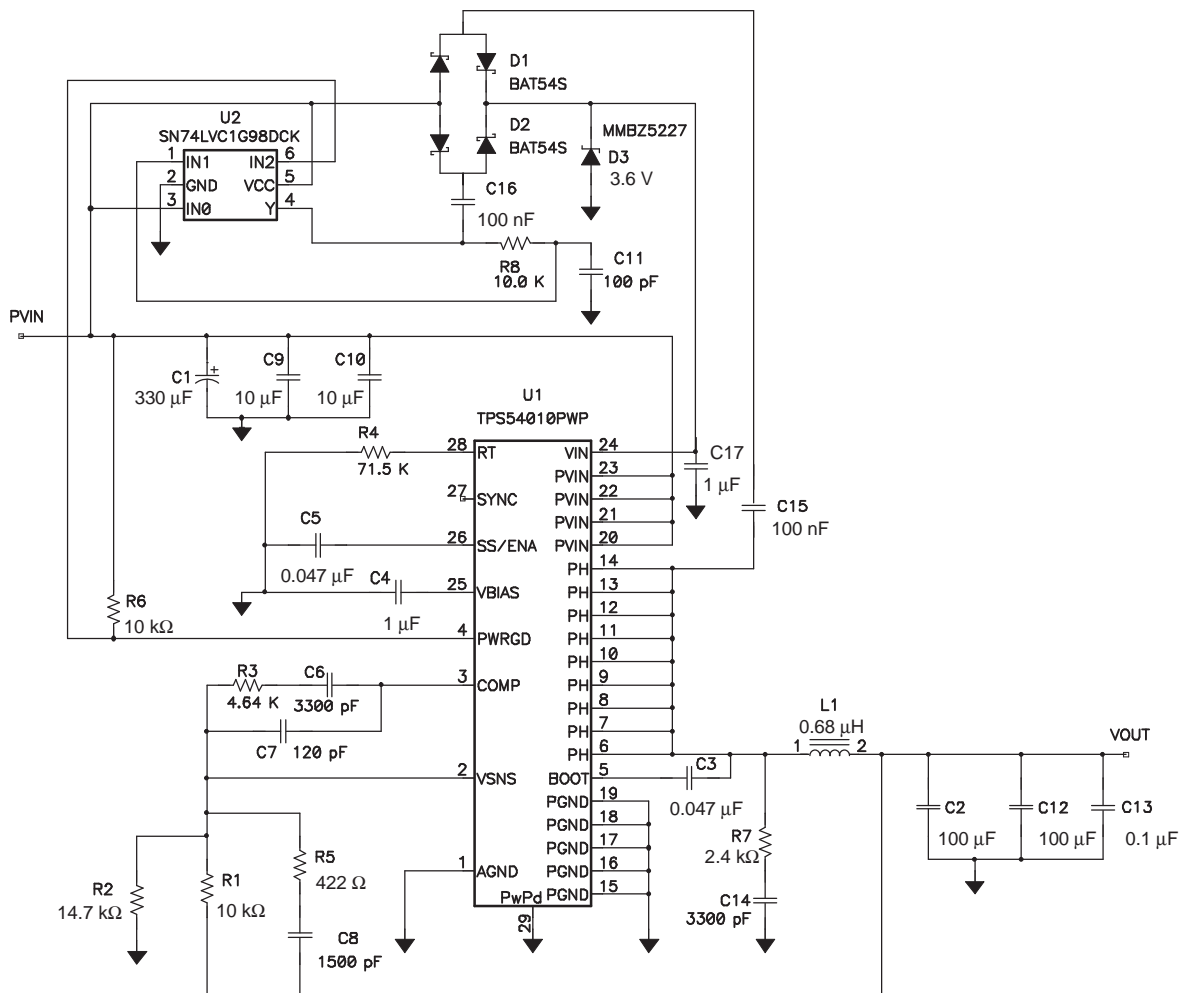 D1
BAT54S
U2
SN74LVC1G98DCK
D2
BAT54S
MMBZ5227
D3
3.6 V
1 IN1 IN2 6
2 GND VCC 5
3 IN0 Y 4
C16
100 nF
R8
10.0 K
C11
100 pF
PVIN
C1
330 µF
+
C9
10 µF
C10
10 µF
U1
TPS54010PWP
R4
71.5 K
28 RT VIN 24
C17
1 µF
PVIN 23
27 SYNC PVIN 22
PVIN 21
C15
100 nF
C5
0.047 µF
26 SS/ENA PVIN 20
PH 14
C4
1 µF
25 VBIAS PH 13
PH 12
R6
10 kΩ
4 PWRGD PH 11
PH 10
R3
4.64 K
C6
3300 pF
3 COMP PH 9
PH 8
C7 120 pF
PH 7
PH 6
L1
0.68 µH
1 2
VOUT
2 VSNS BOOT 5
C3
0.047 µF
PGND 19
PGND 18
PGND 17
1 AGND PGND 16
PGND 15
PwPd
29
R7
2.4 kΩ
C14
3300 pF
C2
100 µF
C12
100 µF
C13
0.1 µF
R2
14.7 kΩ
R1
10 kΩ
R5
422 Ω
C8
1500 pF